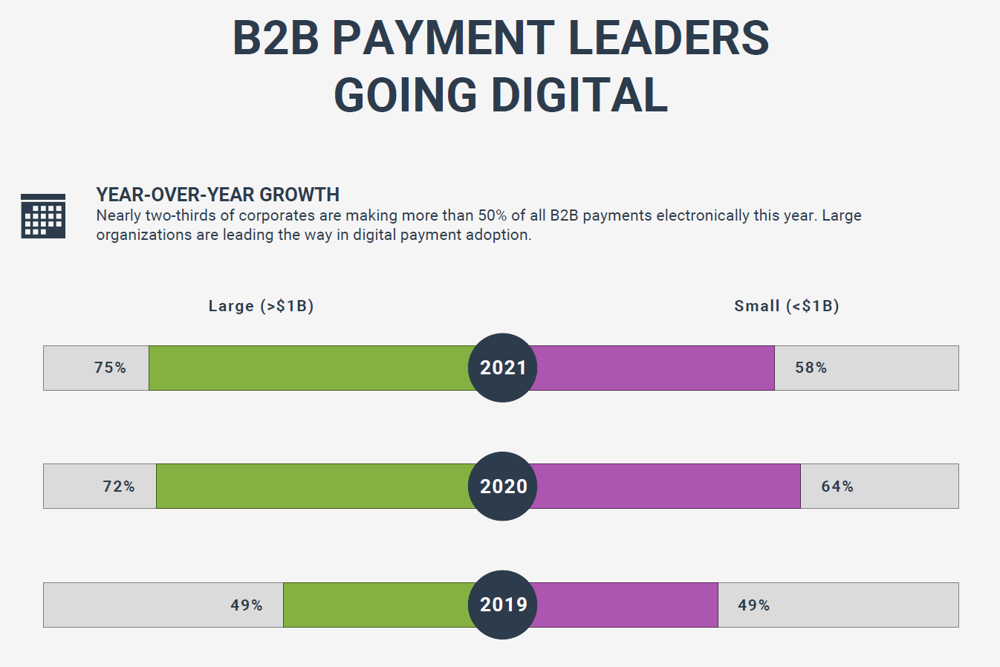 B2B PAYMENT LEADERS
GOING DIGITAL
YEAR-OVER-YEAR GROWTH
Nearly two-thirds of corporates are making more than 50% of all B2B payments electronically this year. Large
organizations are leading the way in digital payment adoption.
Large (>$1B) Small (<$1B)
75% 2021 58%
72% 2020 64%
49% 2019 49%